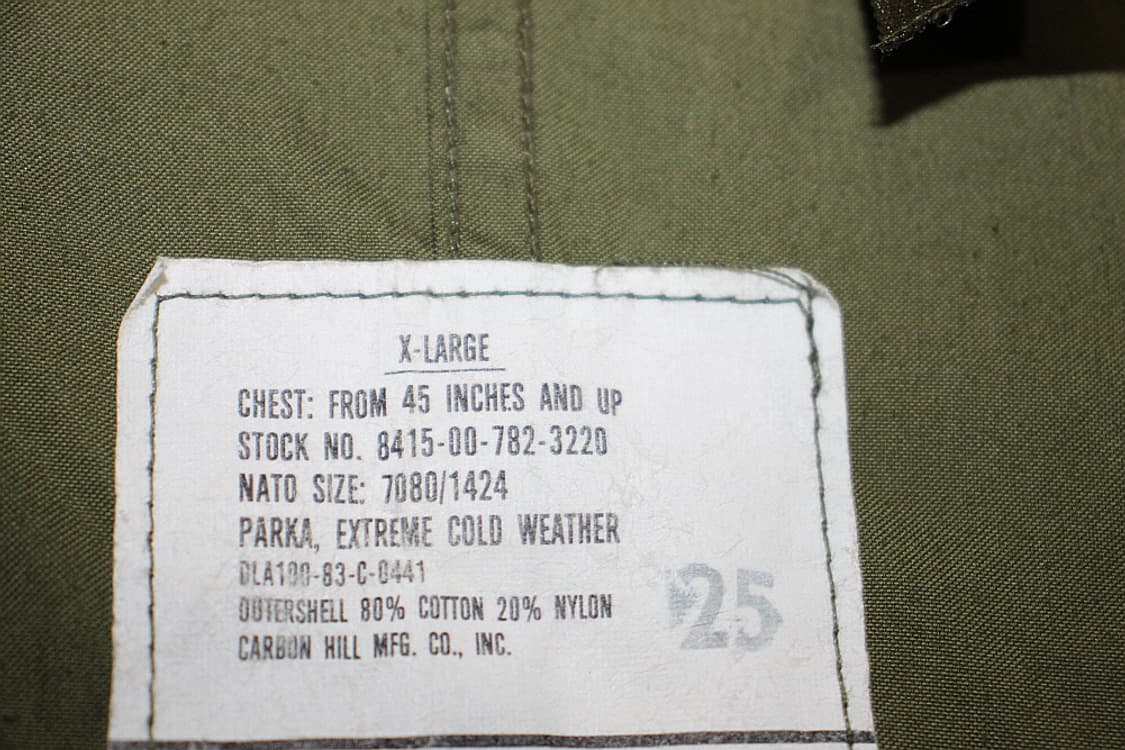 X-LARGE
CHEST: FROM 45 INCHES AND UP
STOCK NO. 8415-00-782-3220
NATO SIZE: 7080/1424
PARKA, EXTREME COLD WEATHER
DLA100-83-C-0441
OUTERSHELL 80% COTTON 20% NYLON
CARBON HILL MFG. CO., INC.
25